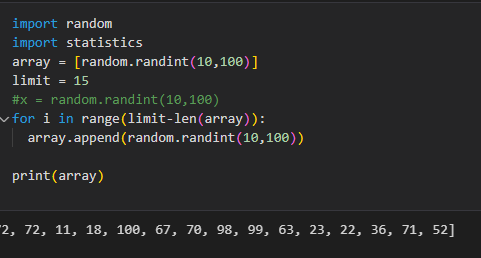 import random
import statistics
array = [random.randint(10,100)]
limit = 15
#x = random.randint(10,100)
for i in range(limit-len(array)):
array.append(random.randint(10,100))
print(array)
2, 72, 11, 18, 100, 67, 70, 98, 99, 63, 23, 22, 36, 71, 52]